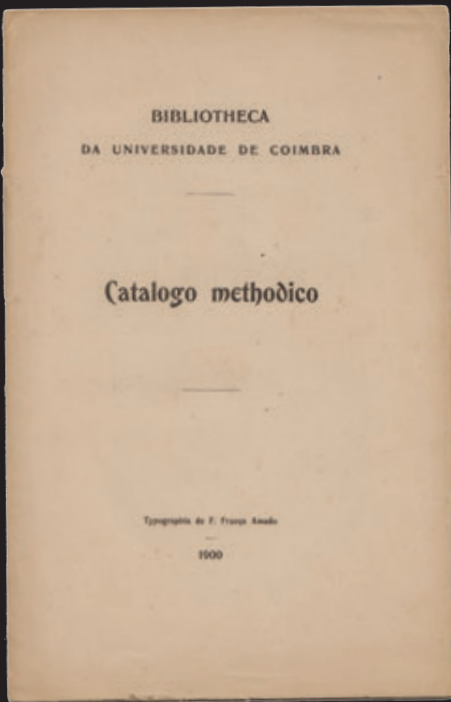 BIBLIOTHECA
DA UNIVERSIDADE DE COIMBRA
Catalogo methodico
Typographia de F. França Amado
1900